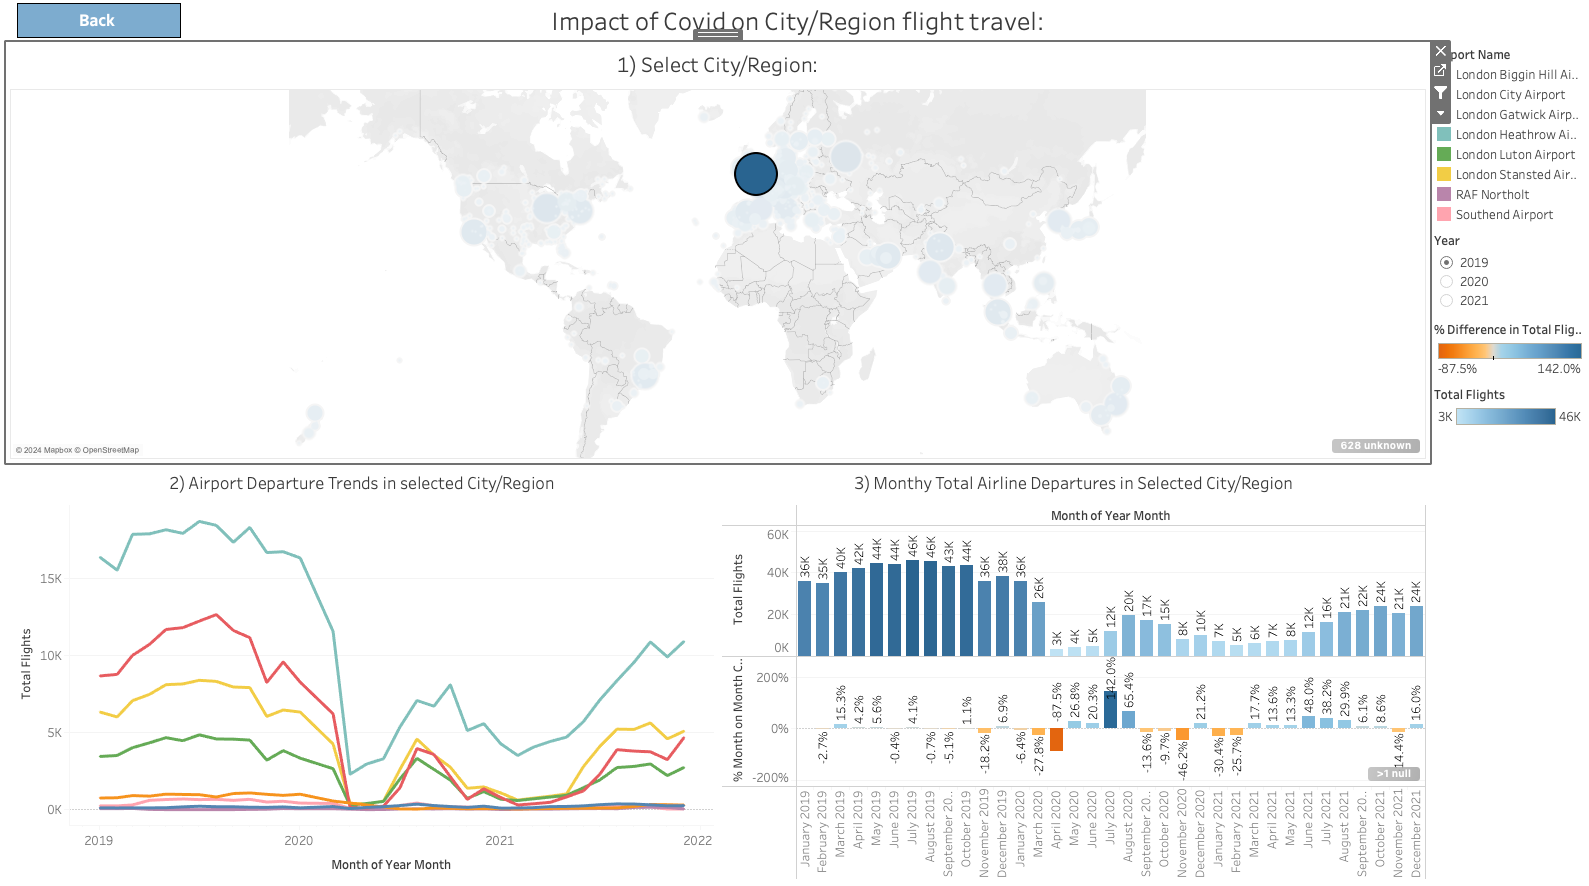 Back
Impact of Covid on City/Region flight travel:
1) Select City/Region:
© 2024 Mapbox © OpenStreetMap
628 unknown
port Name
London Biggin Hill Ai..
London City Airport
London Gatwick Airp..
London Heathrow Ai..
London Luton Airport
London Stansted Air..
RAF Northolt
Southend Airport
Year
2019
2020
2021
% Difference in Total Flig..
-87.5% 142.0%
Total Flights
3K 46K
2) Airport Departure Trends in selected City/Region
Total Flights
15K
10K
5K
0K
2019 2020 2021 2022
Month of Year Month
3) Monthy Total Airline Departures in Selected City/Region
Month of Year Month
Total Flights
60K
40K
20K
0K
36K 35K 40K 42K 44K 44K 46K 46K 43K 44K 36K 38K 36K 26K 3K 4K 5K 12K 20K 17K 15K 8K 10K 7K 5K 6K 7K 8K 12K 16K 21K 22K 24K 21K 24K
% Month on Month C..
200%
0%
-200%
-2.7% 15.3% 4.2% 5.6% -0.4% 4.1% -0.7% -5.1% 1.1% -18.2% 6.9% -6.4% -27.8% -87.5% 26.8% 20.3% 142.0% 65.4% -13.6% -9.7% -46.2% 21.2% -30.4% -25.7% 17.7% 13.6% 13.3% 48.0% 38.2% 29.9% 6.1% 8.6% -14.4% 16.0%
>1 null
January 2019
February 2019
March 2019
April 2019
May 2019
June 2019
July 2019
August 2019
September 20..
October 2019
November 2019
December 2019
January 2020
March 2020
April 2020
May 2020
June 2020
July 2020
August 2020
September 20..
October 2020
November 2020
December 2020
January 2021
February 2021
March 2021
April 2021
May 2021
June 2021
July 2021
August 2021
September 20..
October 2021
November 2021
December 2021